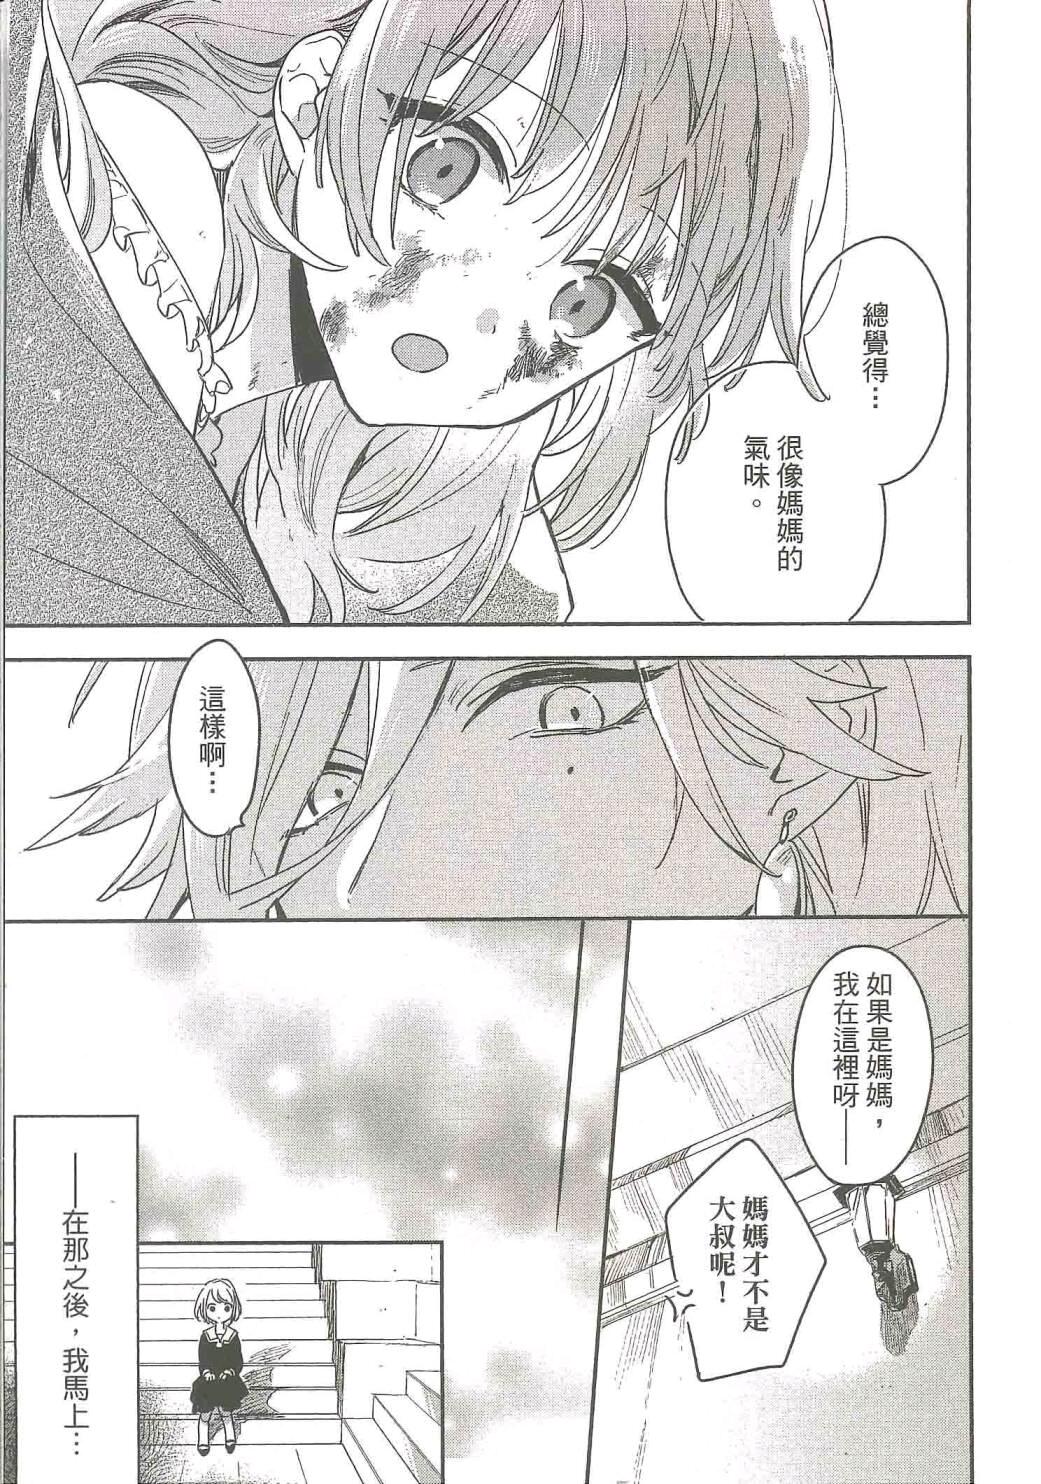 總覺得…
很像媽媽的
氣味。
這樣啊…
如果是媽媽，
我在這裡呀——
媽媽才不是
大叔呢！
——在那之後，我馬上…